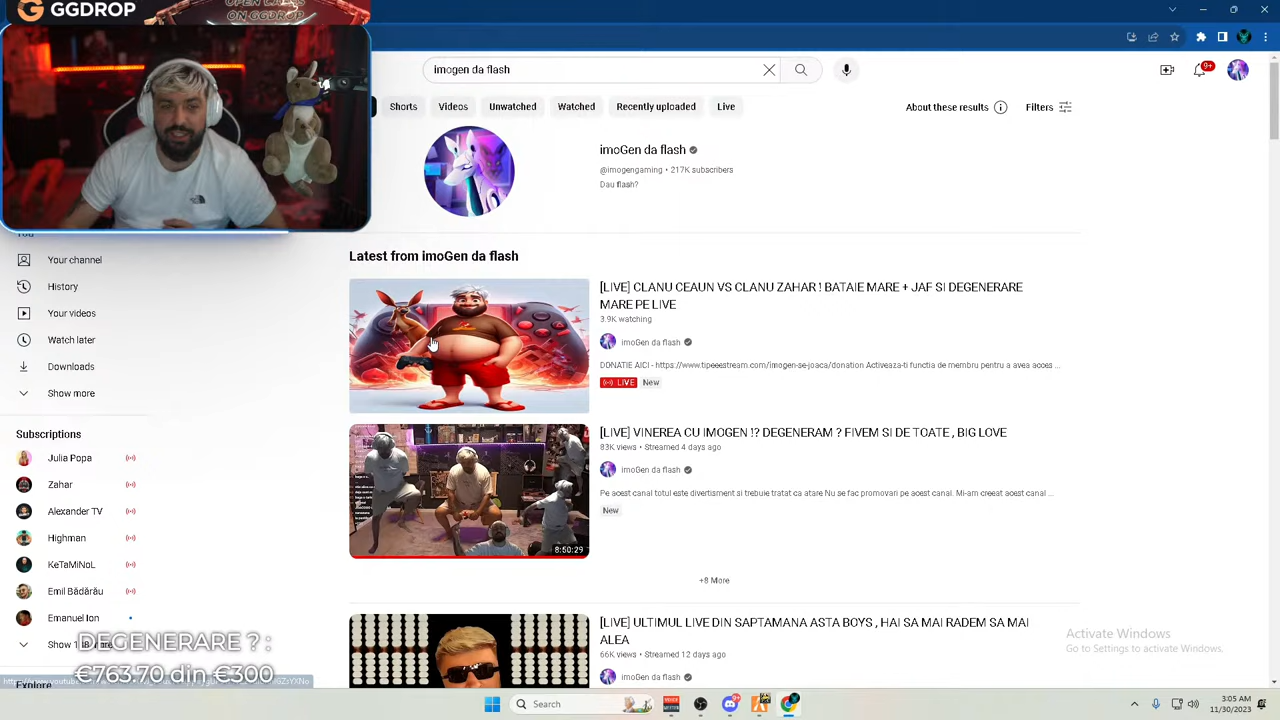 GGDROP
OPEN CASES
ON GGDROP
imogen da flash
9+
Shorts
Videos
Unwatched
Watched
Recently uploaded
Live
About these results
Filters
imoGen da flash
@imogengaming • 217K subscribers
Dau flash?
You
Your channel
History
Your videos
Watch later
Downloads
Show more
Latest from imoGen da flash
[LIVE] CLANU CEAUN VS CLANU ZAHAR ! BATAIE MARE + JAF SI DEGENERARE
MARE PE LIVE
3.9K watching
imoGen da flash
DONATIE AICI - https://www.tipeeestream.com/imogen-se-joaca/donation Activeaza-ti functia de membru pentru a avea acces ...
LIVE
New
Subscriptions
Julia Popa
Zahar
Alexander TV
Highman
KeTaMiNoL
Emil Bădărău
Emanuel Ion
Show
[LIVE] VINEREA CU IMOGEN !? DEGENERAM ? FIVEM SI DE TOATE , BIG LOVE
83K views • Streamed 4 days ago
imoGen da flash
Pe acest canal totul este divertisment si trebuie tratat ca atare Nu se fac promovari pe acest canal. Mi-am creeat acest canal ...
New
8:50:29
+8 More
[LIVE] ULTIMUL LIVE DIN SAPTAMANA ASTA BOYS , HAI SA MAI RADEM SA MAI
ALEA
66K views • Streamed 12 days ago
imoGen da flash
DEGENERARE ? :
€763.70 din €300
Explore
Activate Windows
Go to Settings to activate Windows.
Search
9+
3:05 AM
11/30/2023